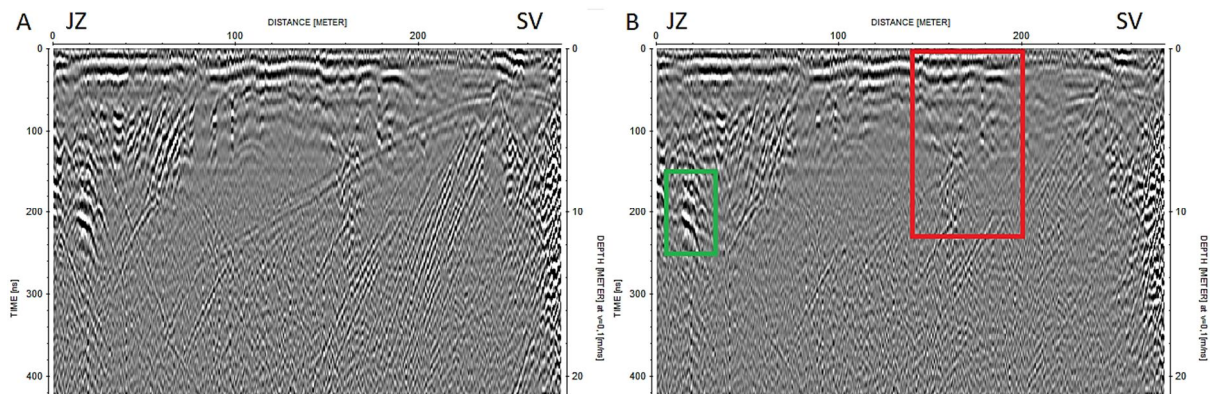 A JZ DISTANCE [METER] SV
0 100 200
0
100
200
300
400
TIME [ns]
0
10
20
DEPTH [METER] at v=0.1[m/ns]
B JZ DISTANCE [METER] SV
0 100 200
0
100
200
300
400
TIME [ns]
0
10
20
DEPTH [METER] at v=0.1[m/ns]